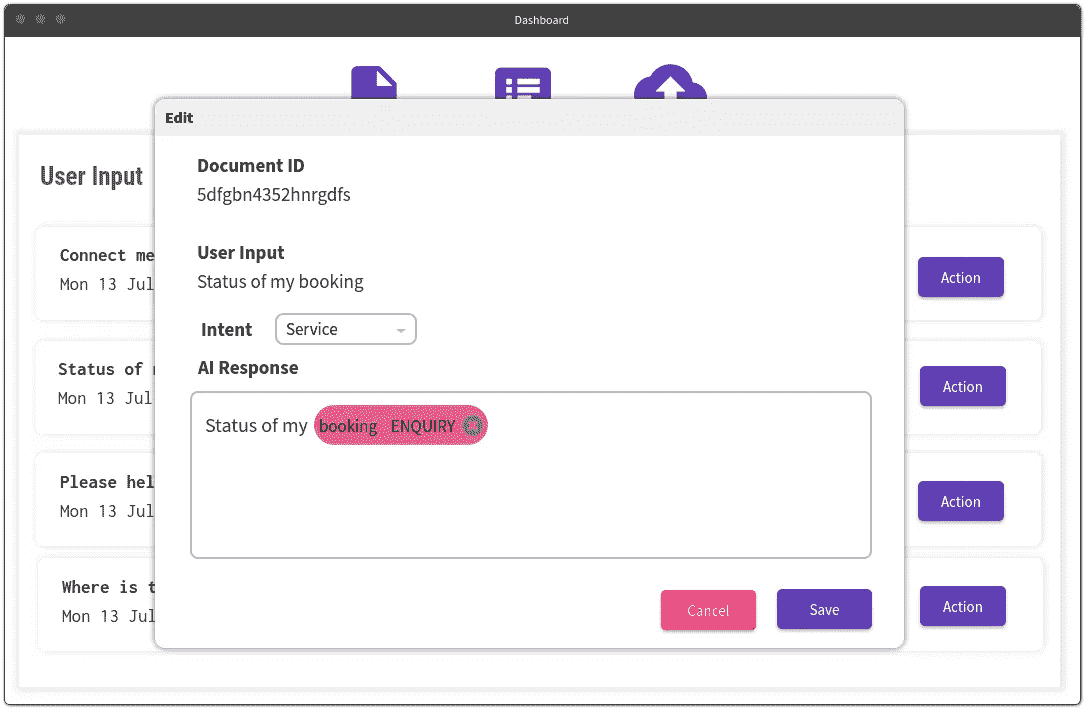 Dashboard
Edit
Document ID
5dfgbn4352hnrgdfs
User Input
Status of my booking
Intent Service
AI Response
Status of my booking ENQUIRY
Cancel Save
User Input
Connect me
Mon 13 Jul
Action
Status of
Mon 13 Jul
Action
Please hel
Mon 13 Jul
Action
Where is t
Mon 13 Jul
Action